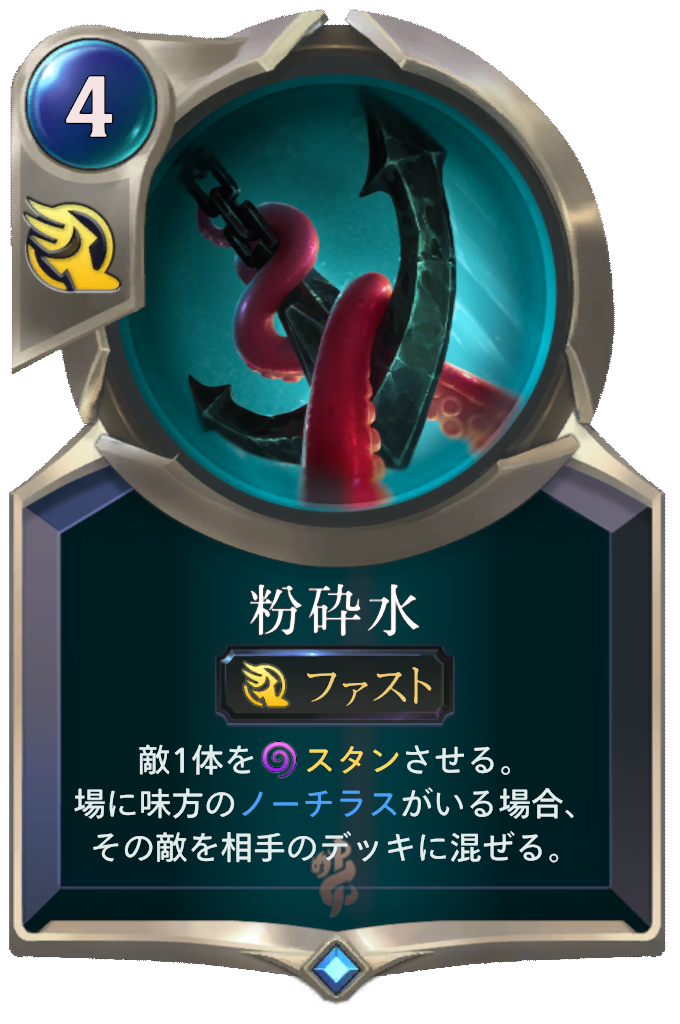 4
粉砕水
ファスト
敵1体をスタンさせる。
場に味方のノーチラスがいる場合、
その敵を相手のデッキに混ぜる。